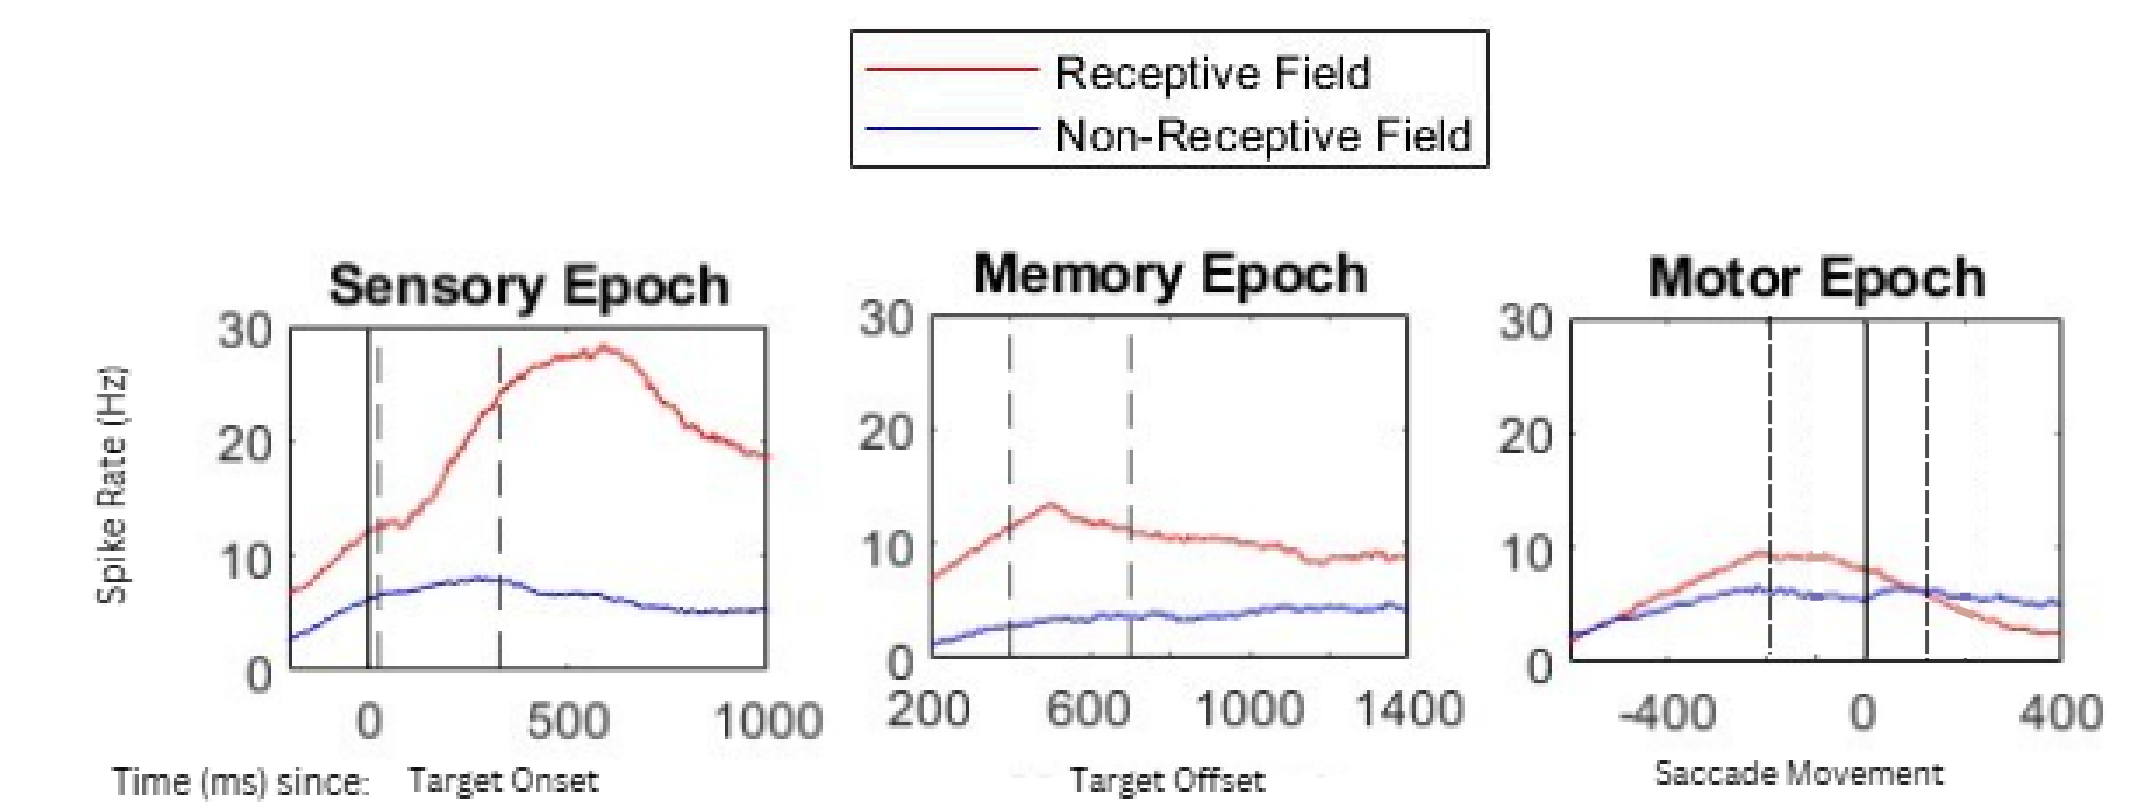 Receptive Field
Non-Receptive Field
Sensory Epoch
Memory Epoch
Motor Epoch
Spike Rate (Hz)
30
20
10
0
0 500 1000
30
20
10
0
200 600 1000 1400
30
20
10
0
-400 0 400
Time (ms) since: Target Onset
Target Offset
Saccade Movement